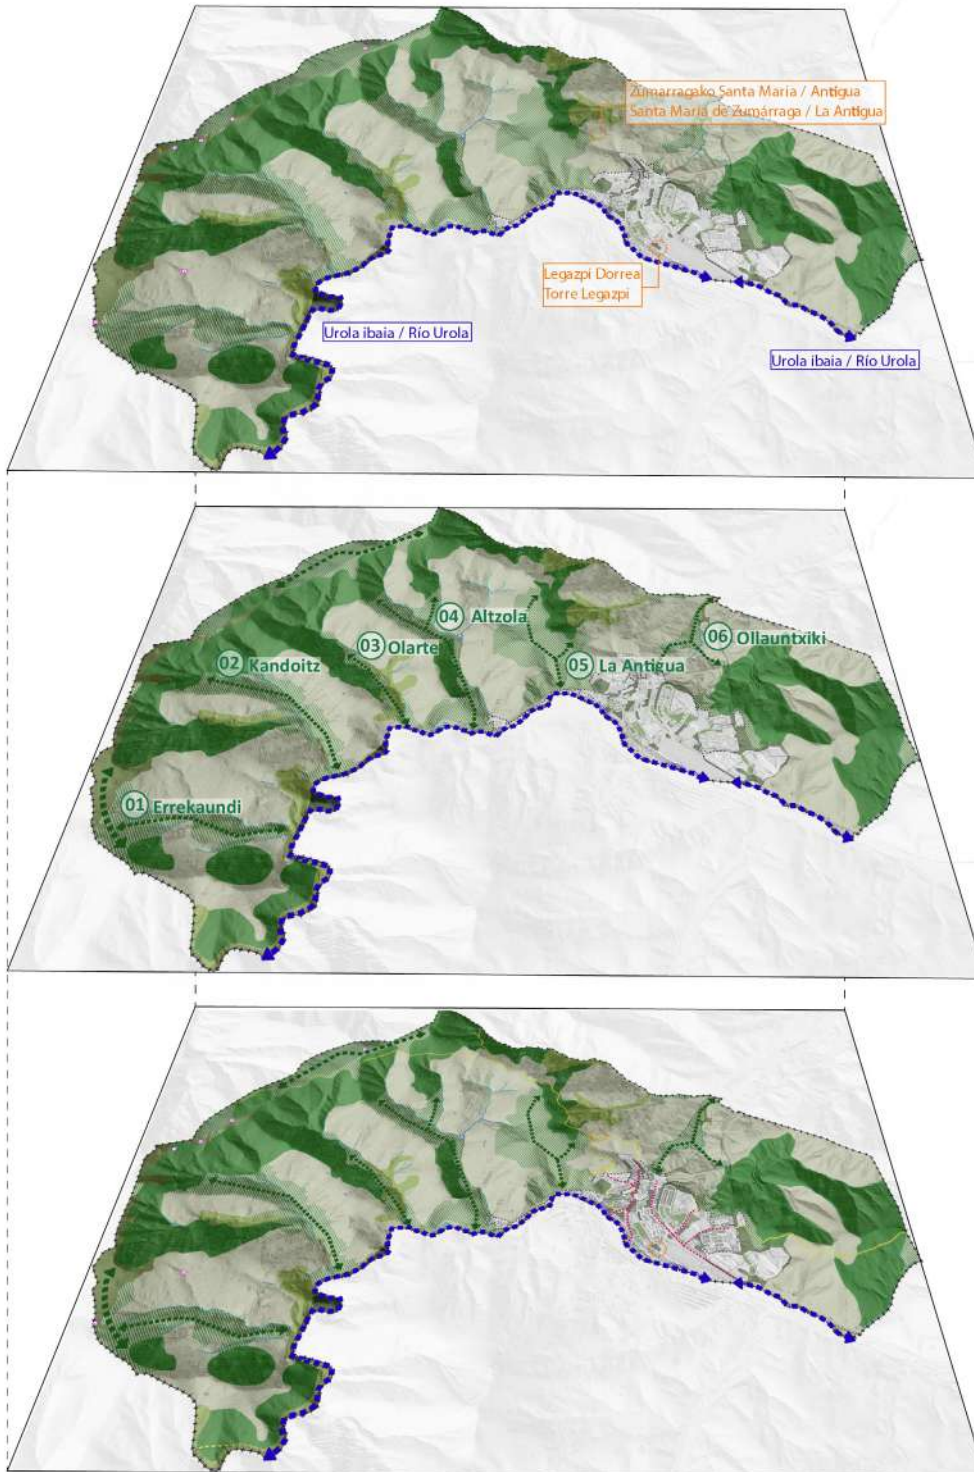 Zumarragako Santa Maria / Antigua
Santa María de Zumárraga / La Antigua
Legazpi Dorrea
Torre Legazpi
Urola ibaia / Río Urola
Urola ibaia / Río Urola
04 Altzola
03 Olarte
02 Kandoitz
05 La Antigua
06 Ollauntxiki
01 Errekaundi